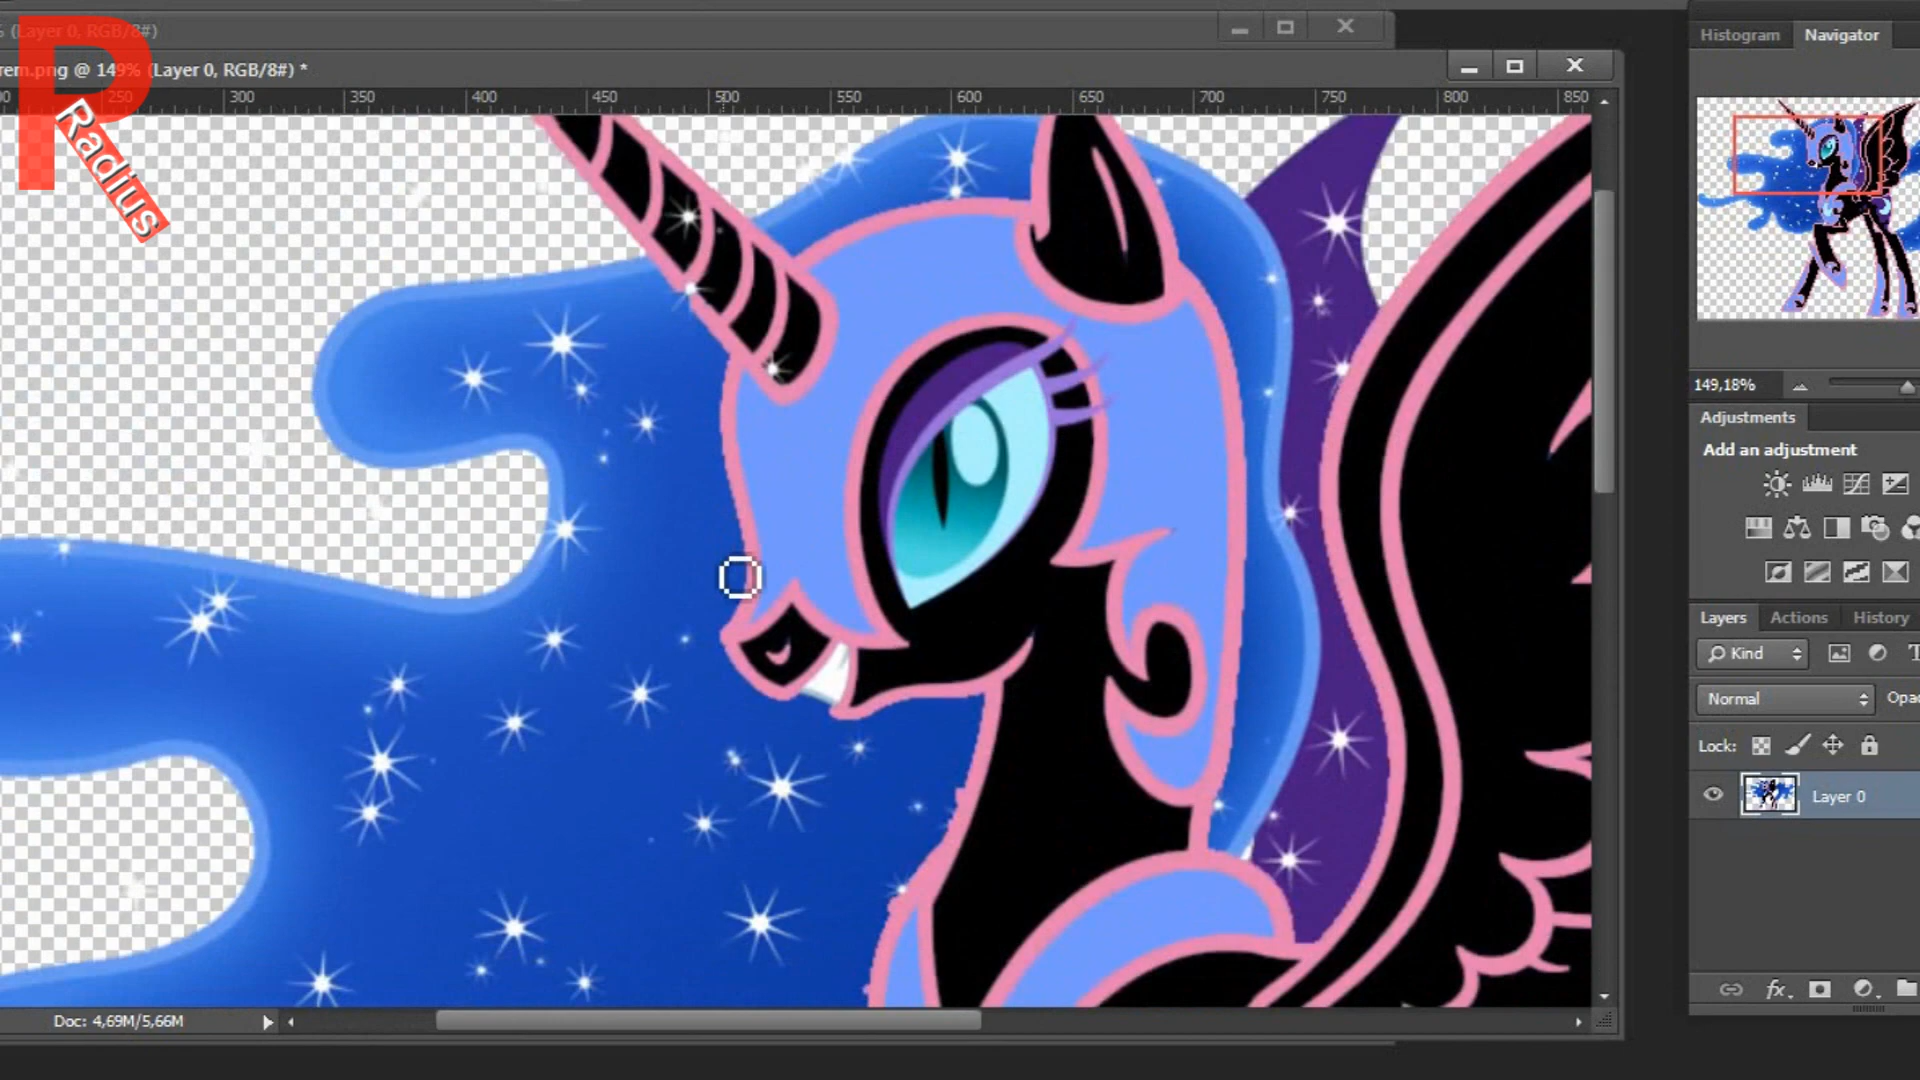 % (Layer 0, RGB/8#)
R
Radius
rem.png @ 149% (Layer 0, RGB/8#) *
250 300 350 400 450 500 550 600 650 700 750 800 850
Doc: 4,69M/5,66M
Histogram Navigator
149,18%
Adjustments
Add an adjustment
Layers Actions History
Kind
Normal Opac
Lock:
Layer 0
fx